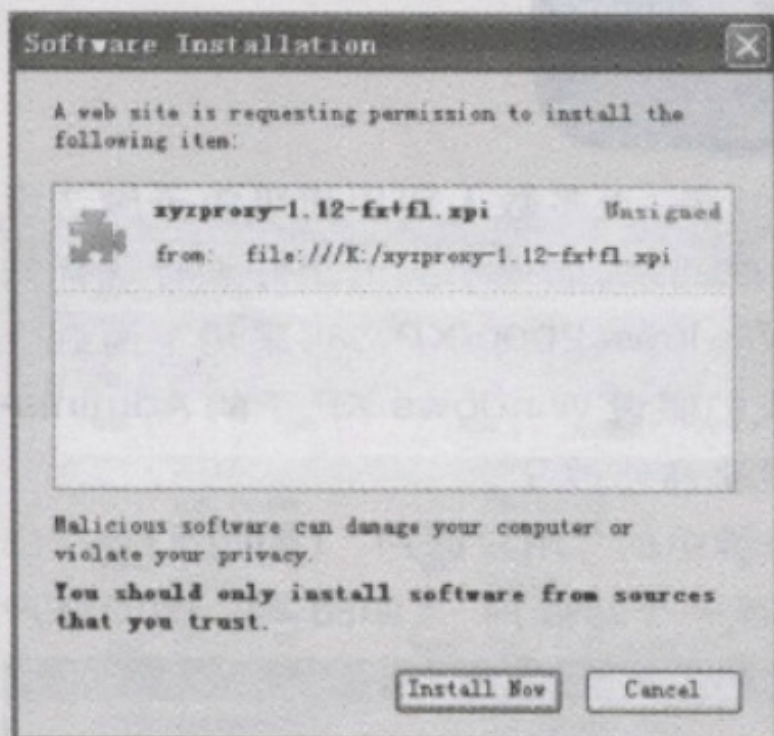 Software Installation
A web site is requesting permission to install the
following item:
xyzproxy-1.12-fx+fl.xpi Unsigned
from: file:///K:/xyzproxy-1.12-fx+fl.xpi
Malicious software can damage your computer or
violate your privacy.
You should only install software from sources
that you trust.
Install Now Cancel